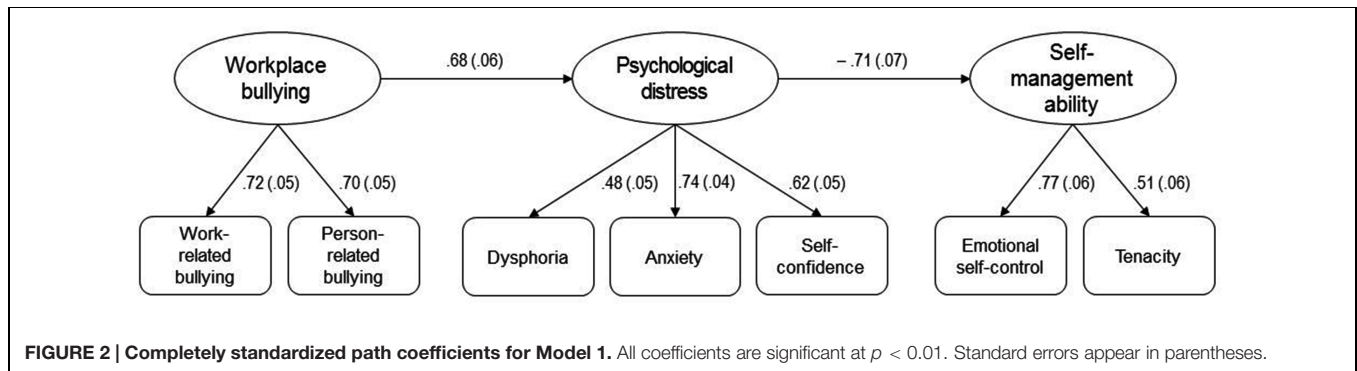 Workplace
bullying
.68 (.06)
Psychological
distress
– .71 (.07)
Self-
management
ability
.72 (.05)
.70 (.05)
.48 (.05)
.74 (.04)
.62 (.05)
.77 (.06)
.51 (.06)
Work-
related
bullying
Person-
related
bullying
Dysphoria
Anxiety
Self-
confidence
Emotional
self-control
Tenacity
FIGURE 2 | Completely standardized path coefficients for Model 1. All coefficients are significant at p < 0.01. Standard errors appear in parentheses.